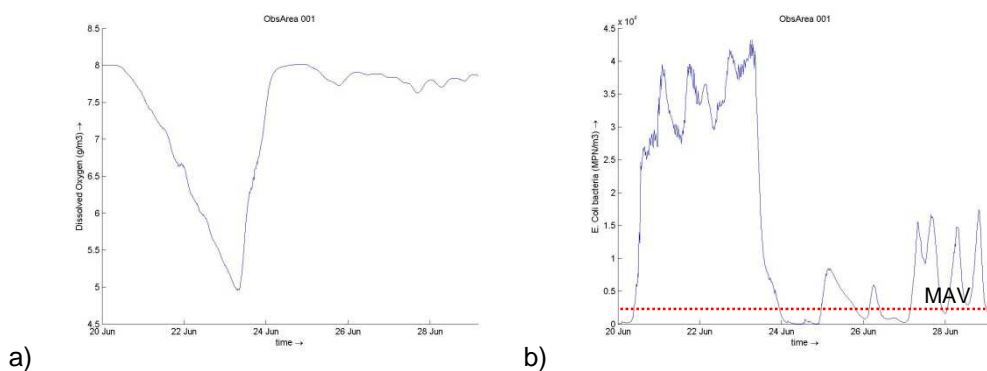 ObsArea 001
8.5
8
7.5
7
6.5
6
5.5
5
4.5
Dissolved Oxygen (g/m3) →
20 Jun 22 Jun 24 Jun 26 Jun 28 Jun
time →
a)
ObsArea 001
x 10⁴
4.5
4
3.5
3
2.5
2
1.5
1
0.5
0
E. Coli bacteria (MPN/m3) →
MAV
20 Jun 22 Jun 24 Jun 26 Jun 28 Jun
time →
b)